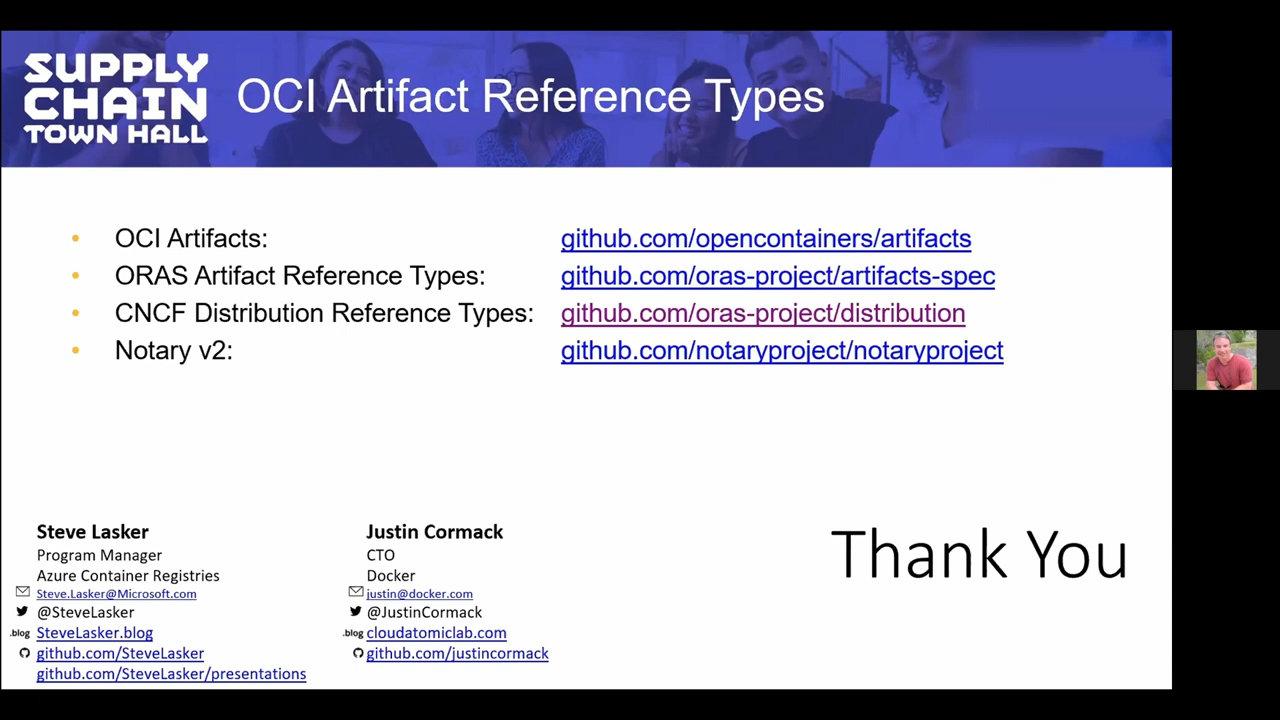 SUPPLY
CHAIN
TOWN HALL
OCI Artifact Reference Types
• OCI Artifacts: github.com/opencontainers/artifacts
• ORAS Artifact Reference Types: github.com/oras-project/artifacts-spec
• CNCF Distribution Reference Types: github.com/oras-project/distribution
• Notary v2: github.com/notaryproject/notaryproject
Steve Lasker
Program Manager
Azure Container Registries
Steve.Lasker@Microsoft.com
@SteveLasker
.blog SteveLasker.blog
github.com/SteveLasker
github.com/SteveLasker/presentations
Justin Cormack
CTO
Docker
justin@docker.com
@JustinCormack
.blog cloudatomiclab.com
github.com/justincormack
Thank You